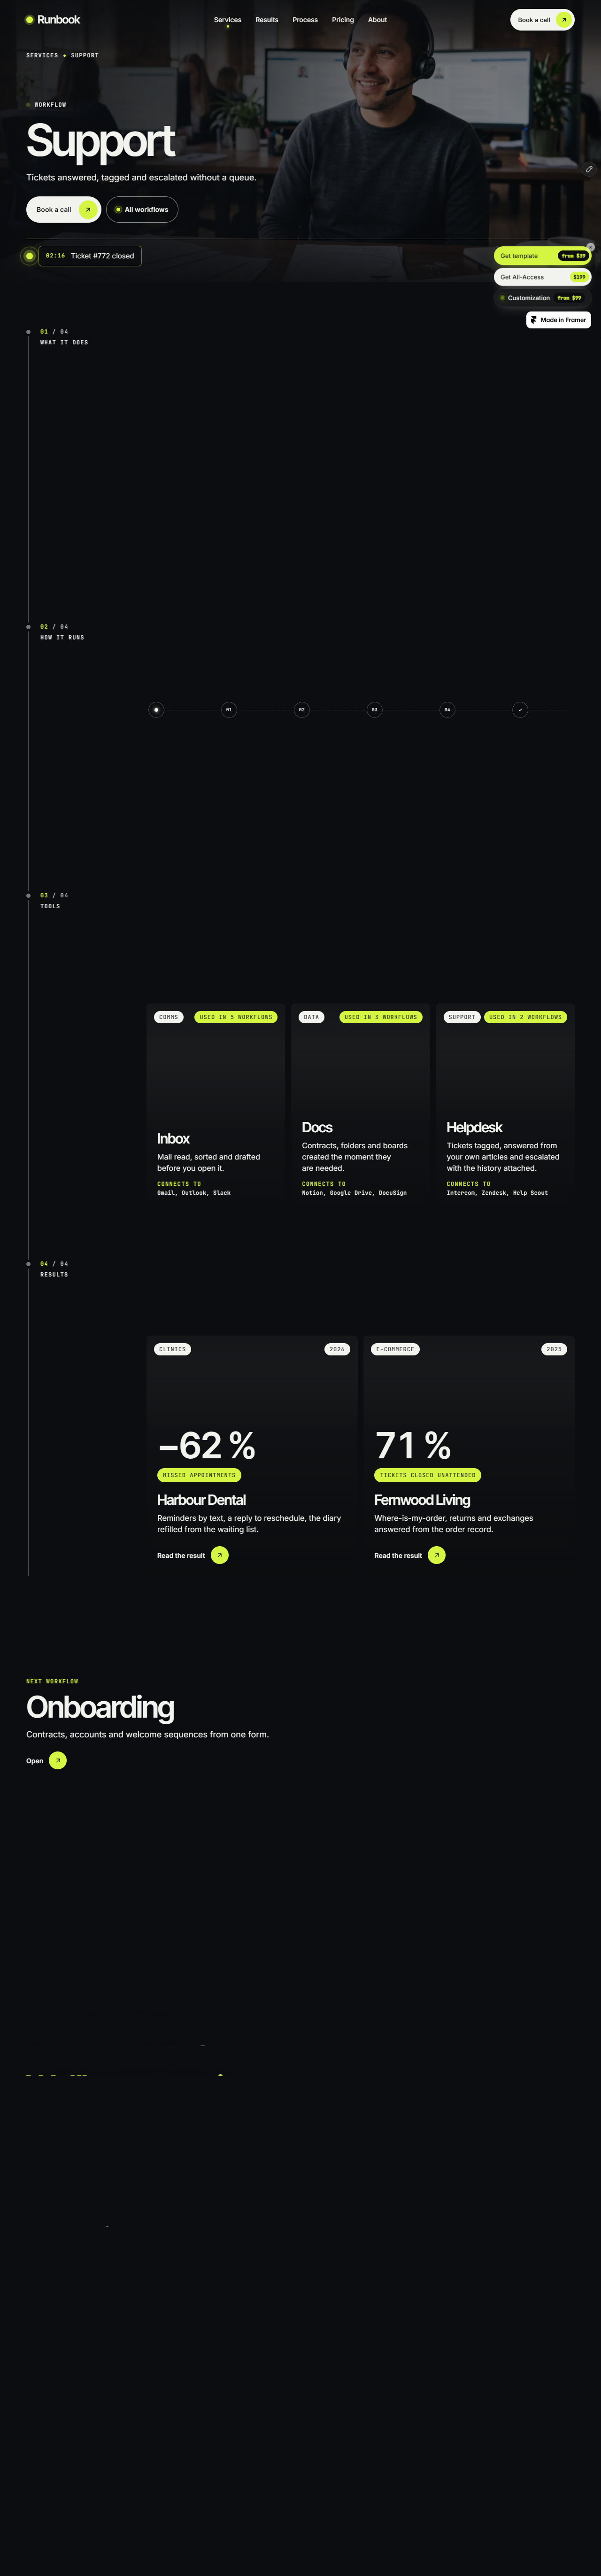 Runbook
Services
Results
Process
Pricing
About
Book a call
SERVICES
SUPPORT
WORKFLOW
Support
Tickets answered, tagged and escalated without a queue.
Book a call
All workflows
02:16 Ticket #772 closed
Get template from $39
Get All-Access $199
Customization from $99
Made in Framer
01 / 04
WHAT IT DOES
02 / 04
HOW IT RUNS
01
02
03
04
03 / 04
TOOLS
COMMS
USED IN 5 WORKFLOWS
Inbox
Mail read, sorted and drafted
before you open it.
CONNECTS TO
Gmail, Outlook, Slack
DATA
USED IN 3 WORKFLOWS
Docs
Contracts, folders and boards
created the moment they
are needed.
CONNECTS TO
Notion, Google Drive, DocuSign
SUPPORT
USED IN 2 WORKFLOWS
Helpdesk
Tickets tagged, answered from
your own articles and escalated
with the history attached.
CONNECTS TO
Intercom, Zendesk, Help Scout
04 / 04
RESULTS
CLINICS
2026
−62 %
MISSED APPOINTMENTS
Harbour Dental
Reminders by text, a reply to reschedule, the diary
refilled from the waiting list.
Read the result
E-COMMERCE
2025
71 %
TICKETS CLOSED UNATTENDED
Fernwood Living
Where-is-my-order, returns and exchanges
answered from the order record.
Read the result
NEXT WORKFLOW
Onboarding
Contracts, accounts and welcome sequences from one form.
Open